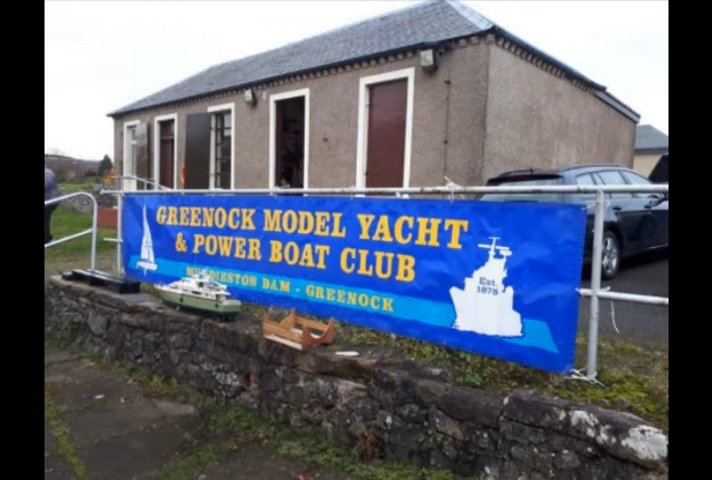 GREENOCK MODEL YACHT
& POWER BOAT CLUB
DAM - GREENOCK
Est.
1878